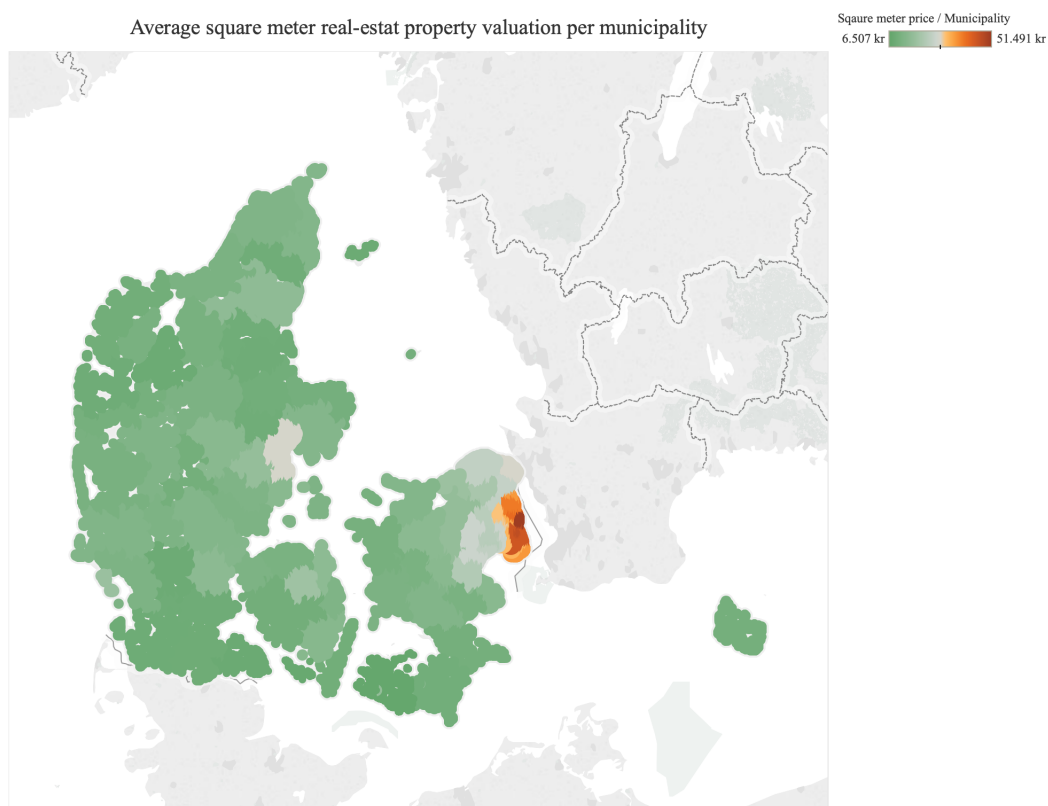 Average square meter real-estat property valuation per municipality
Sqaure meter price / Municipality
6.507 kr 51.491 kr